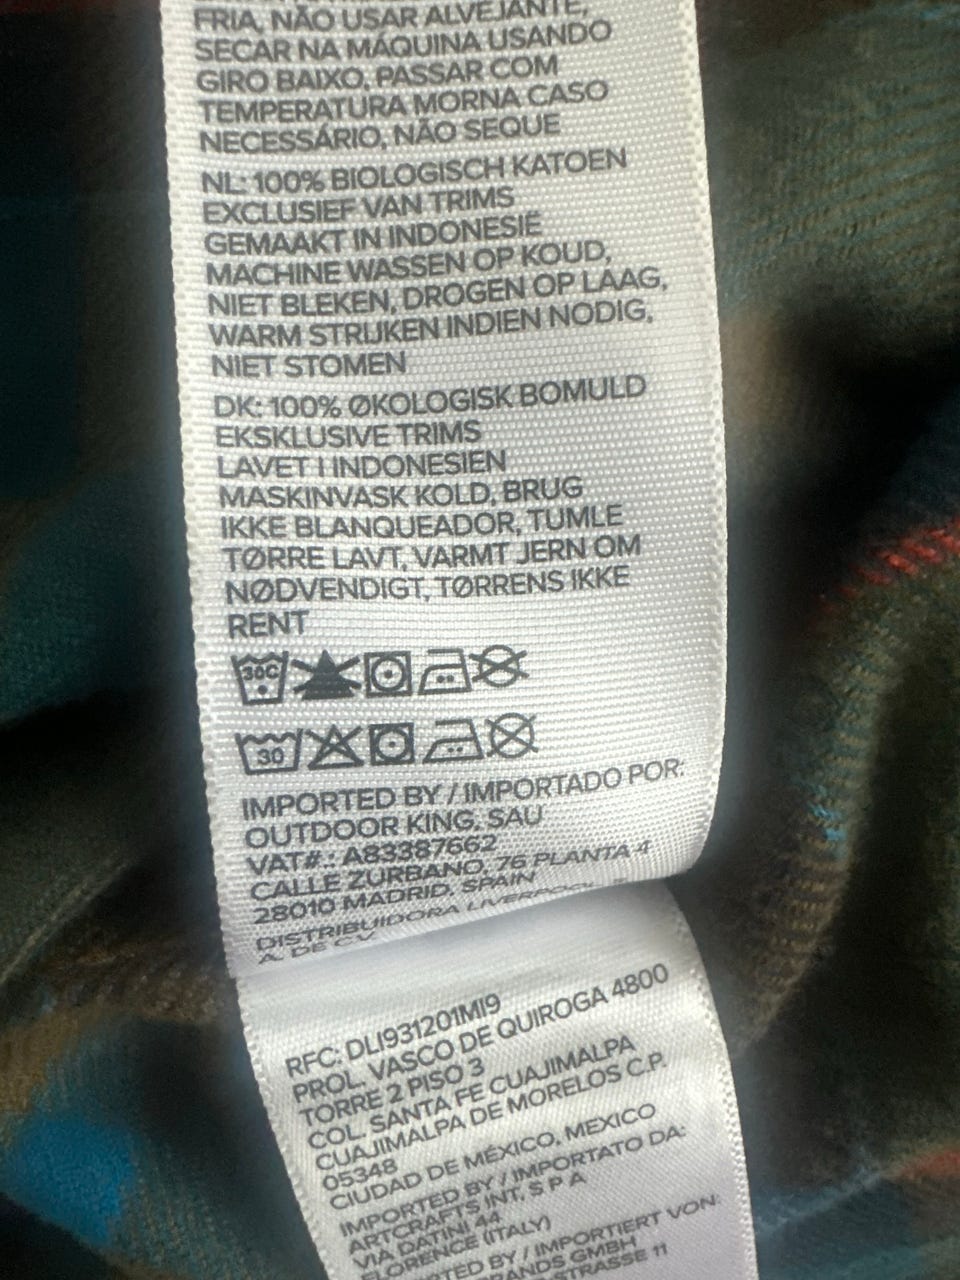 FRIA, NÃO USAR ALVEJANTE,
SECAR NA MÁQUINA USANDO
GIRO BAIXO, PASSAR COM
TEMPERATURA MORNA CASO
NECESSÁRIO, NÃO SEQUE
NL: 100% BIOLOGISCH KATOEN
EXCLUSIEF VAN TRIMS
GEMAAKT IN INDONESIË
MACHINE WASSEN OP KOUD,
NIET BLEKEN, DROGEN OP LAAG,
WARM STRIJKEN INDIEN NODIG,
NIET STOMEN
DK: 100% ØKOLOGISK BOMULD
EKSKLUSIVE TRIMS
LAVET I INDONESIEN
MASKINVASK KOLD, BRUG
IKKE BLANQUEADOR, TUMLE
TØRRE LAVT, VARMT JERN OM
NØDVENDIGT, TØRRENS IKKE
RENT
30C
30
IMPORTED BY / IMPORTADO POR:
OUTDOOR KING, SAU
VAT#.: A83387662
CALLE ZURBANO, 76 PLANTA 4
28010 MADRID, SPAIN
DISTRIBUIDORA LIVERPOOL, S.
A. DE C.V.
RFC: DLI931201MI9
PROL. VASCO DE QUIROGA 4800
TORRE 2 PISO 3
COL. SANTA FE CUAJIMALPA
CUAJIMALPA DE MORELOS C.P.
05348
CIUDAD DE MÉXICO, MEXICO
IMPORTED BY / IMPORTATO DA:
ARTCRAFTS INT. S P A
VIA DATINI 44
FLORENCE (ITALY)
BY / IMPORTIERT VON:
GMBH
11